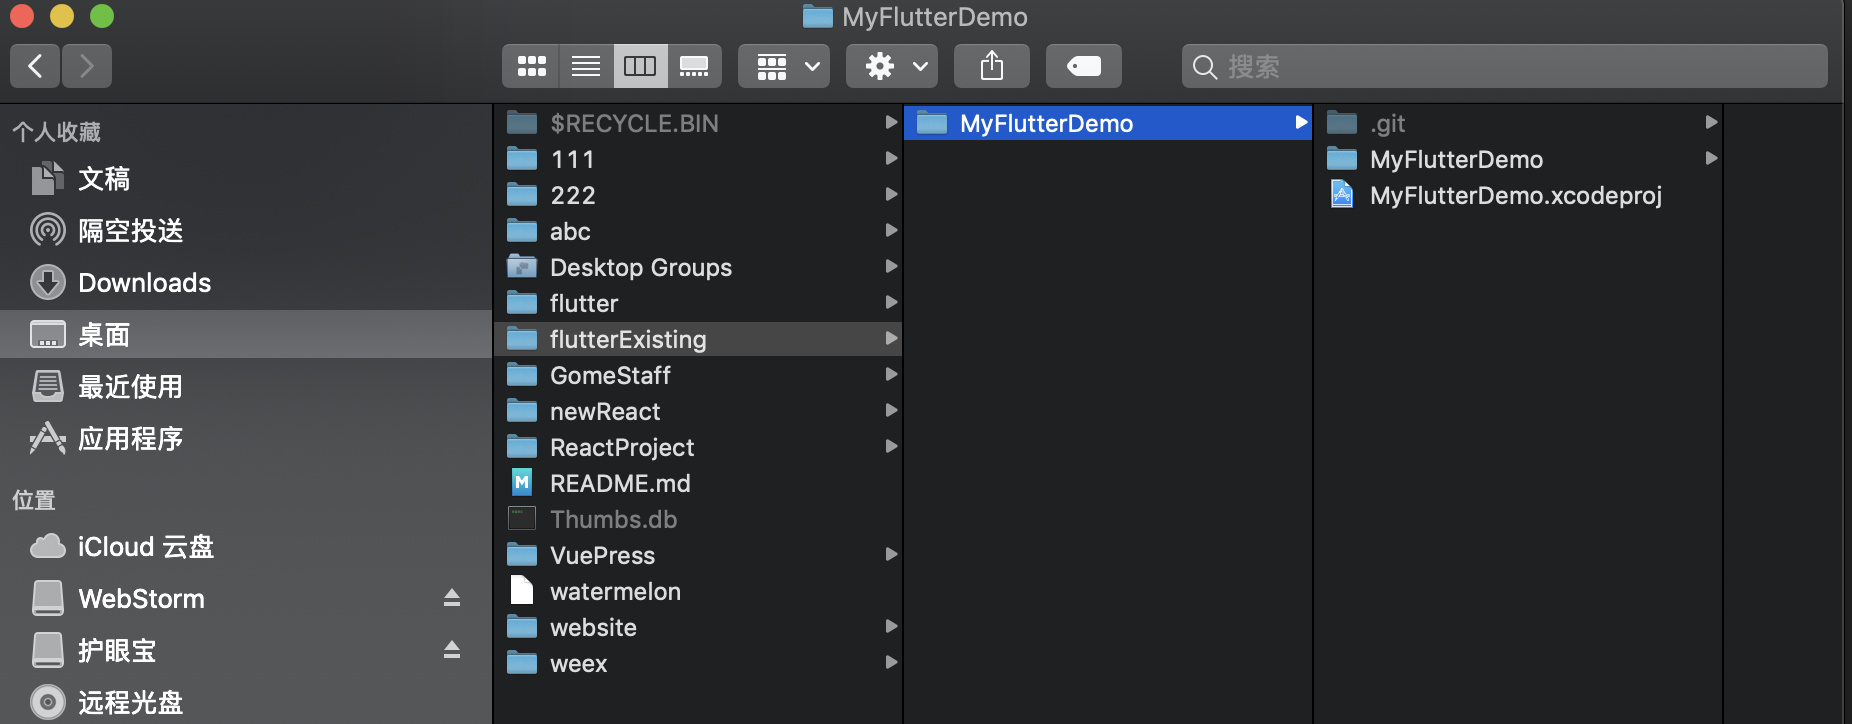 MyFlutterDemo
搜索
个人收藏
文稿
隔空投送
Downloads
桌面
最近使用
应用程序
位置
iCloud 云盘
WebStorm
护眼宝
远程光盘
$RECYCLE.BIN
111
222
abc
Desktop Groups
flutter
flutterExisting
GomeStaff
newReact
ReactProject
README.md
Thumbs.db
VuePress
watermelon
website
weex
MyFlutterDemo
.git
MyFlutterDemo
MyFlutterDemo.xcodeproj